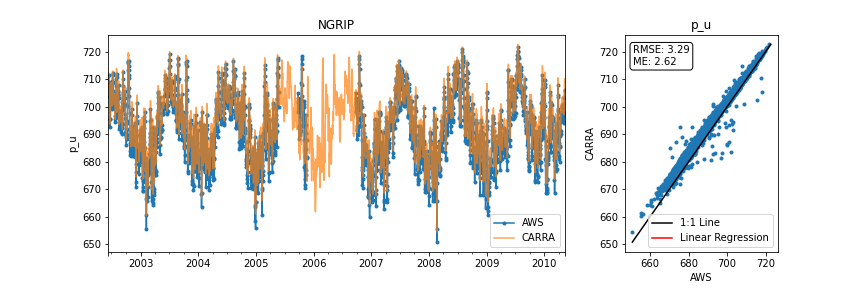 NGRIP
p_u
720
710
700
690
680
670
660
650
p_u
2003
2004
2005
2006
2007
2008
2009
2010
AWS
CARRA
720
710
700
690
680
670
660
650
CARRA
RMSE: 3.29
ME: 2.62
1:1 Line
Linear Regression
660
680
700
720
AWS